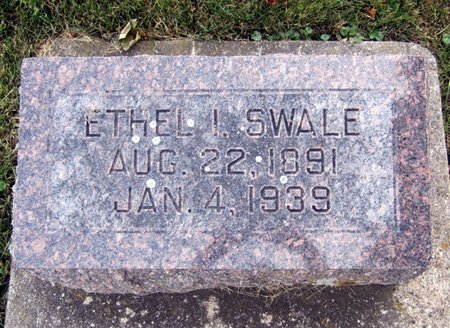 ETHEL I. SWALE
AUG. 22, 1891
JAN. 4, 1939